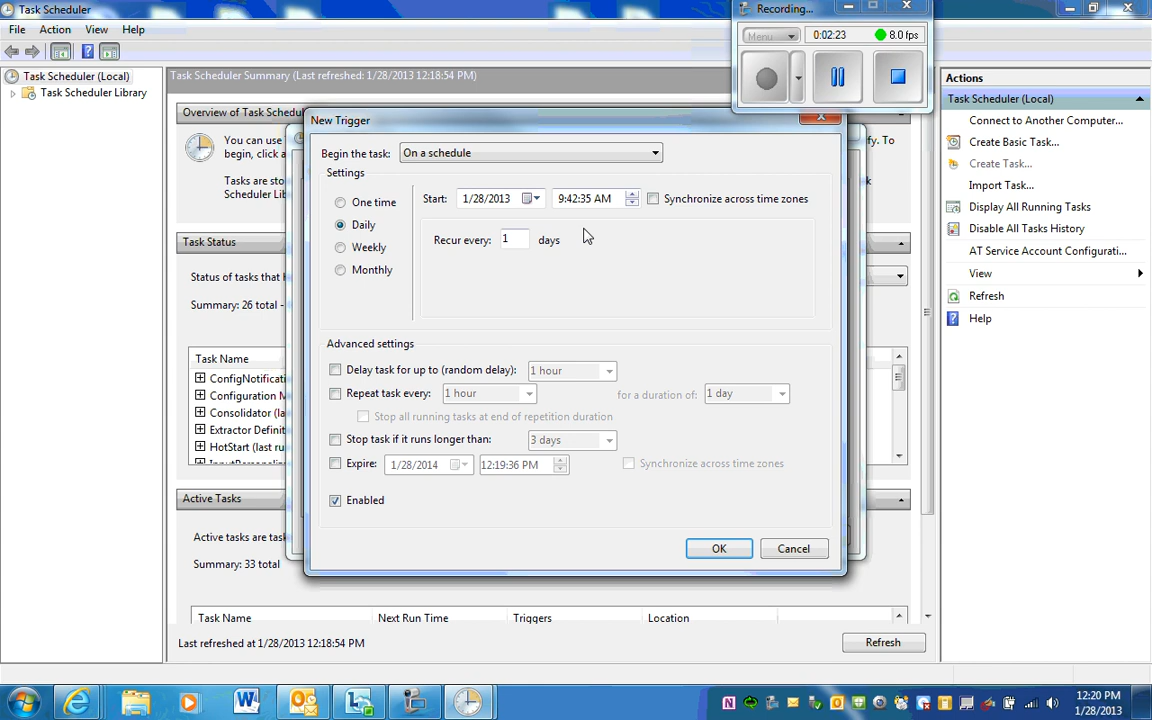 Task Scheduler
File Action View Help
Task Scheduler (Local)
Task Scheduler Library
Task Scheduler Summary (Last refreshed: 1/28/2013 12:18:54 PM)
Overview of Task Schedu
You can use
begin, click a
Tasks are sto
Scheduler Lib
fy. To
Task Status
Status of tasks that h
Summary: 26 total -
Task Name
ConfigNotificati
Configuration M
Consolidator (la
Extractor Definit
HotStart (last ru
Active Tasks
Active tasks are task
Summary: 33 total
Task Name Next Run Time Triggers Location
Last refreshed at 1/28/2013 12:18:54 PM
Refresh
Recording...
Menu
0:02:23
8.0 fps
New Trigger
Begin the task: On a schedule
Settings
One time
Daily
Weekly
Monthly
Start: 1/28/2013 9:42:35 AM Synchronize across time zones
Recur every: 1 days
Advanced settings
Delay task for up to (random delay): 1 hour
Repeat task every: 1 hour for a duration of: 1 day
Stop all running tasks at end of repetition duration
Stop task if it runs longer than: 3 days
Expire: 1/28/2014 12:19:36 PM Synchronize across time zones
Enabled
OK Cancel
Actions
Task Scheduler (Local)
Connect to Another Computer...
Create Basic Task...
Create Task...
Import Task...
Display All Running Tasks
Disable All Tasks History
AT Service Account Configurati...
View
Refresh
Help
12:20 PM
1/28/2013